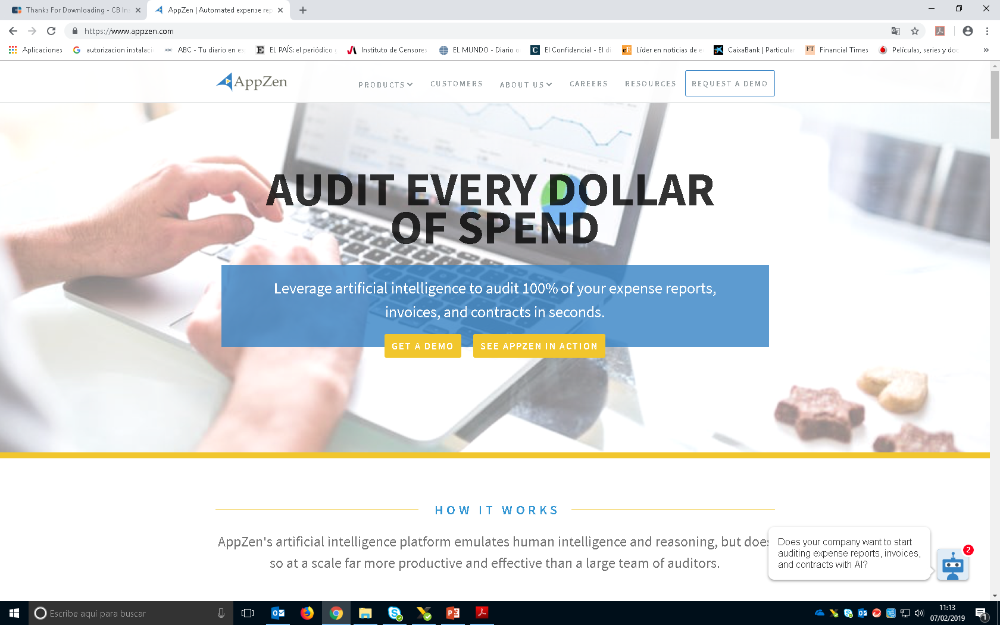 Thanks For Downloading - CB Ins
AppZen | Automated expense rep
https://www.appzen.com
Aplicaciones
autorizacion instalaci
ABC - Tu diario en es
EL PAÍS: el periódico
Instituto de Censores
EL MUNDO - Diario o
El Confidencial - El di
Líder en noticias de e
CaixaBank | Particular
Financial Times
Películas, series y doc
AppZen
PRODUCTS
CUSTOMERS
ABOUT US
CAREERS
RESOURCES
REQUEST A DEMO
AUDIT EVERY DOLLAR
OF SPEND
Leverage artificial intelligence to audit 100% of your expense reports,
invoices, and contracts in seconds.
GET A DEMO
SEE APPZEN IN ACTION
HOW IT WORKS
AppZen's artificial intelligence platform emulates human intelligence and reasoning, but does
so at a scale far more productive and effective than a large team of auditors.
Does your company want to start
auditing expense reports, invoices,
and contracts with AI?
2
Escribe aquí para buscar
11:13
07/02/2019
1